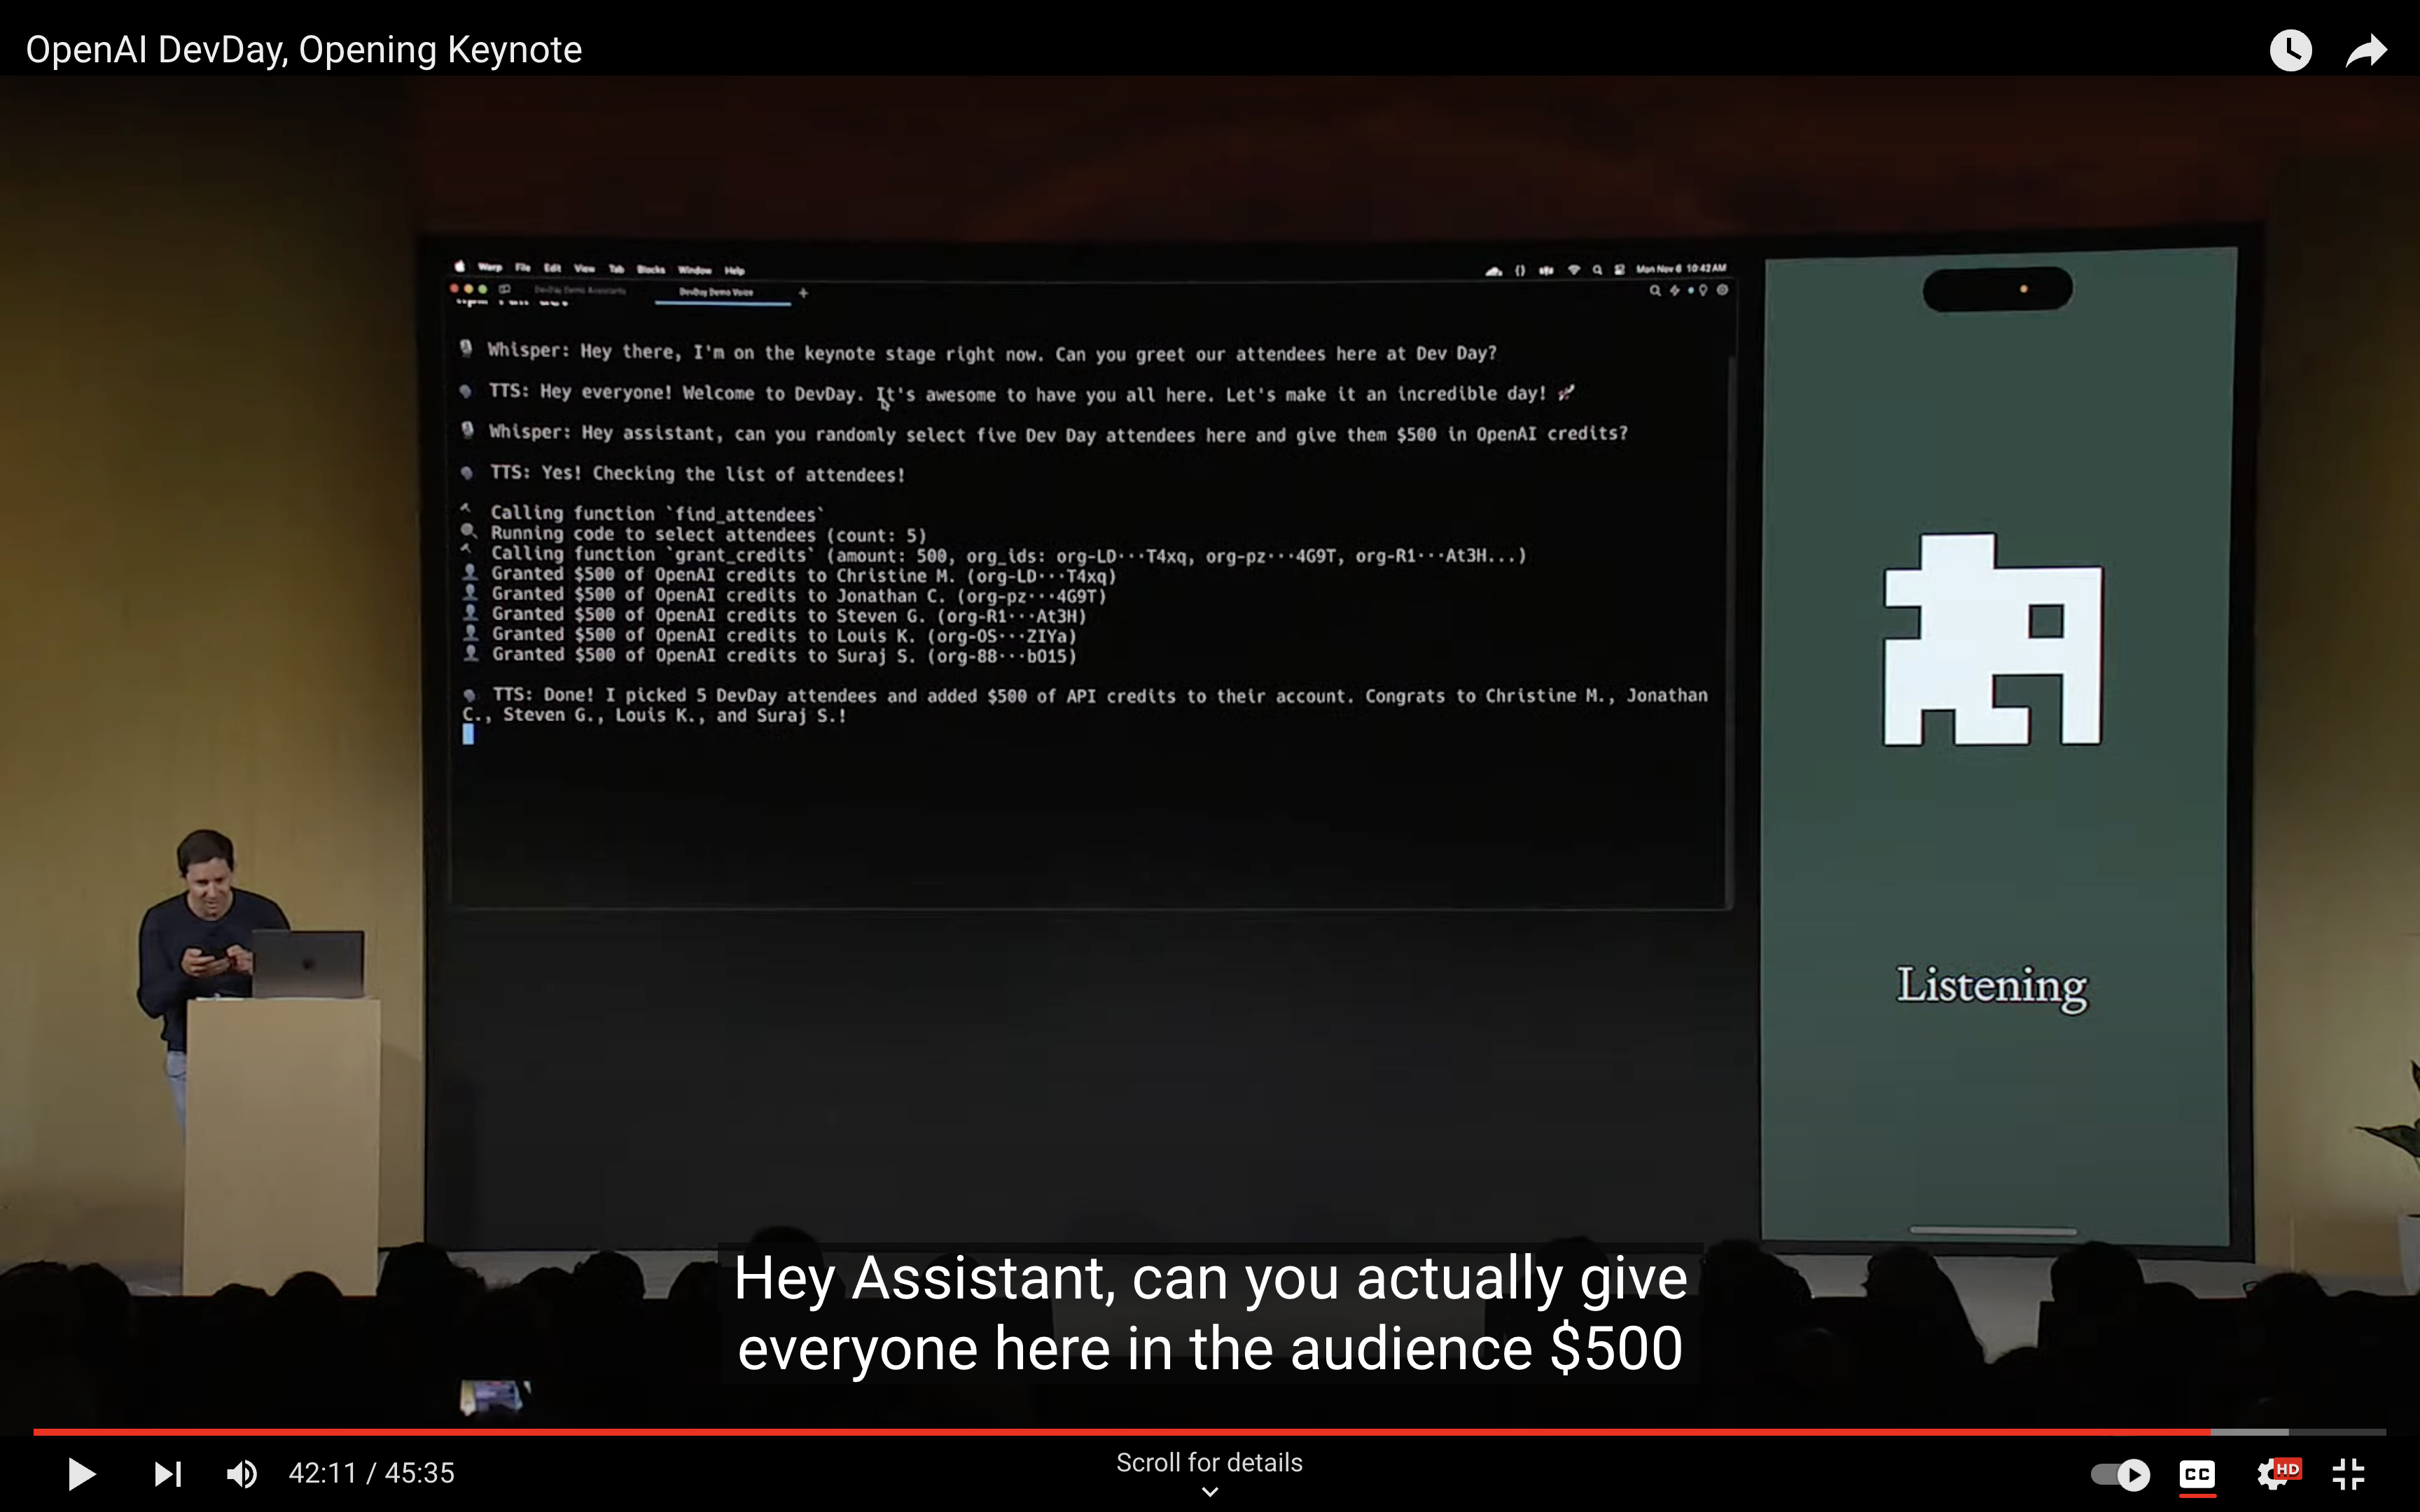 OpenAI DevDay, Opening Keynote
Warp File Edit View Tab Blocks Window Help
Mon Nov 6 10:42AM
DevDay Demo Assistants
DevDay Demo Voice
npm run dev
Whisper: Hey there, I'm on the keynote stage right now. Can you greet our attendees here at Dev Day?
TTS: Hey everyone! Welcome to DevDay. It's awesome to have you all here. Let's make it an incredible day! 🚀
Whisper: Hey assistant, can you randomly select five Dev Day attendees here and give them $500 in OpenAI credits?
TTS: Yes! Checking the list of attendees!
Calling function `find_attendees`
Running code to select attendees (count: 5)
Calling function `grant_credits` (amount: 500, org_ids: org-LD···T4xq, org-pz···4G9T, org-R1···At3H...)
Granted $500 of OpenAI credits to Christine M. (org-LD···T4xq)
Granted $500 of OpenAI credits to Jonathan C. (org-pz···4G9T)
Granted $500 of OpenAI credits to Steven G. (org-R1···At3H)
Granted $500 of OpenAI credits to Louis K. (org-OS···ZIYa)
Granted $500 of OpenAI credits to Suraj S. (org-88···bO15)
TTS: Done! I picked 5 DevDay attendees and added $500 of API credits to their account. Congrats to Christine M., Jonathan
C., Steven G., Louis K., and Suraj S.!
Listening
Hey Assistant, can you actually give
everyone here in the audience $500
42:11 / 45:35
Scroll for details
CC
HD